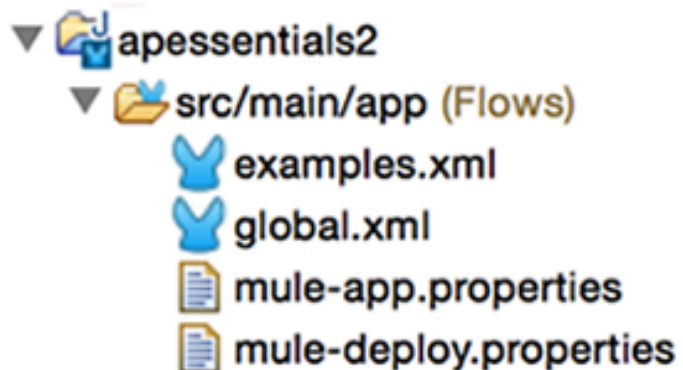 apessentials2
src/main/app (Flows)
examples.xml
global.xml
mule-app.properties
mule-deploy.properties